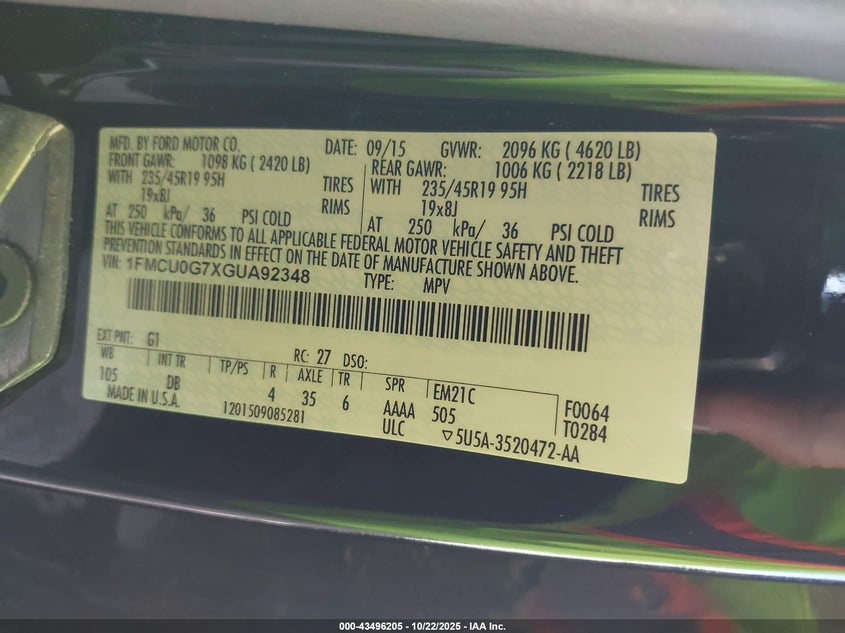 MFD. BY FORD MOTOR CO. DATE: 09/15 GVWR: 2096 KG ( 4620 LB)
FRONT GAWR: 1098 KG ( 2420 LB) REAR GAWR: 1006 KG ( 2218 LB)
WITH 235/45R19 95H TIRES WITH 235/45R19 95H TIRES
19x8J RIMS 19x8J RIMS
AT 250 kPa/ 36 PSI COLD AT 250 kPa/ 36 PSI COLD
THIS VEHICLE CONFORMS TO ALL APPLICABLE FEDERAL MOTOR VEHICLE SAFETY AND THEFT
PREVENTION STANDARDS IN EFFECT ON THE DATE OF MANUFACTURE SHOWN ABOVE.
VIN: 1FMCU0G7XGUA92348 TYPE: MPV
EXT PNT: G1 RC: 27 DSO:
WB INT TR TP/PS R AXLE TR SPR EM21C
105 DB 4 35 6 AAAA 505 F0064
MADE IN U.S.A. 1201509085281 ULC ▽5U5A-3520472-AA T0284
000-43496205 - 10/22/2025 - IAA Inc.